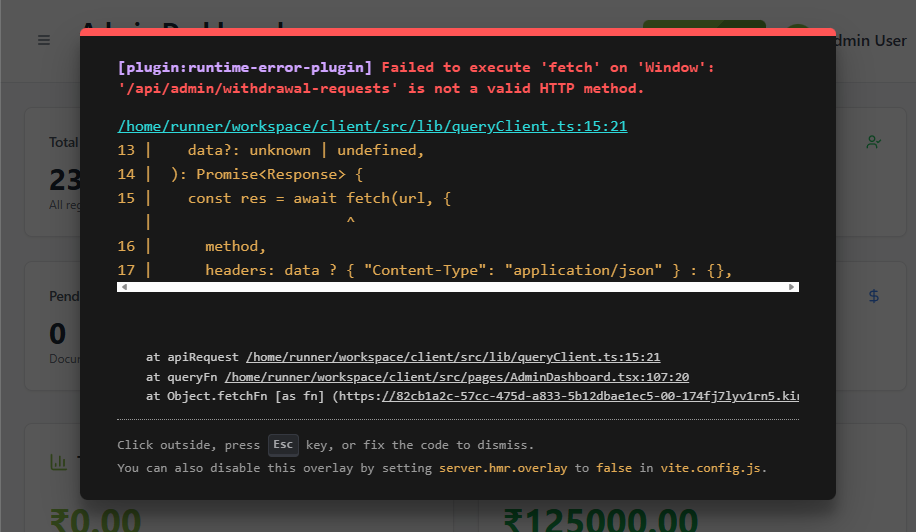 Admin Dashboard
Admin User
[plugin:runtime-error-plugin] Failed to execute 'fetch' on 'Window':
'/api/admin/withdrawal-requests' is not a valid HTTP method.
/home/runner/workspace/client/src/lib/queryClient.ts:15:21
13 |    data?: unknown | undefined,
14 |  ): Promise<Response> {
15 |    const res = await fetch(url, {
   |                      ^
16 |      method,
17 |      headers: data ? { "Content-Type": "application/json" } : {},
at apiRequest /home/runner/workspace/client/src/lib/queryClient.ts:15:21
at queryFn /home/runner/workspace/client/src/pages/AdminDashboard.tsx:107:20
at Object.fetchFn [as fn] (https://82cb1a2c-57cc-475d-a833-5b12dbae1ec5-00-174fj7lyv1rn5.kir
Click outside, press Esc key, or fix the code to dismiss.
You can also disable this overlay by setting server.hmr.overlay to false in vite.config.js.
Total
23
All reg
Pend
0
Docu
₹0.00
₹125000.00